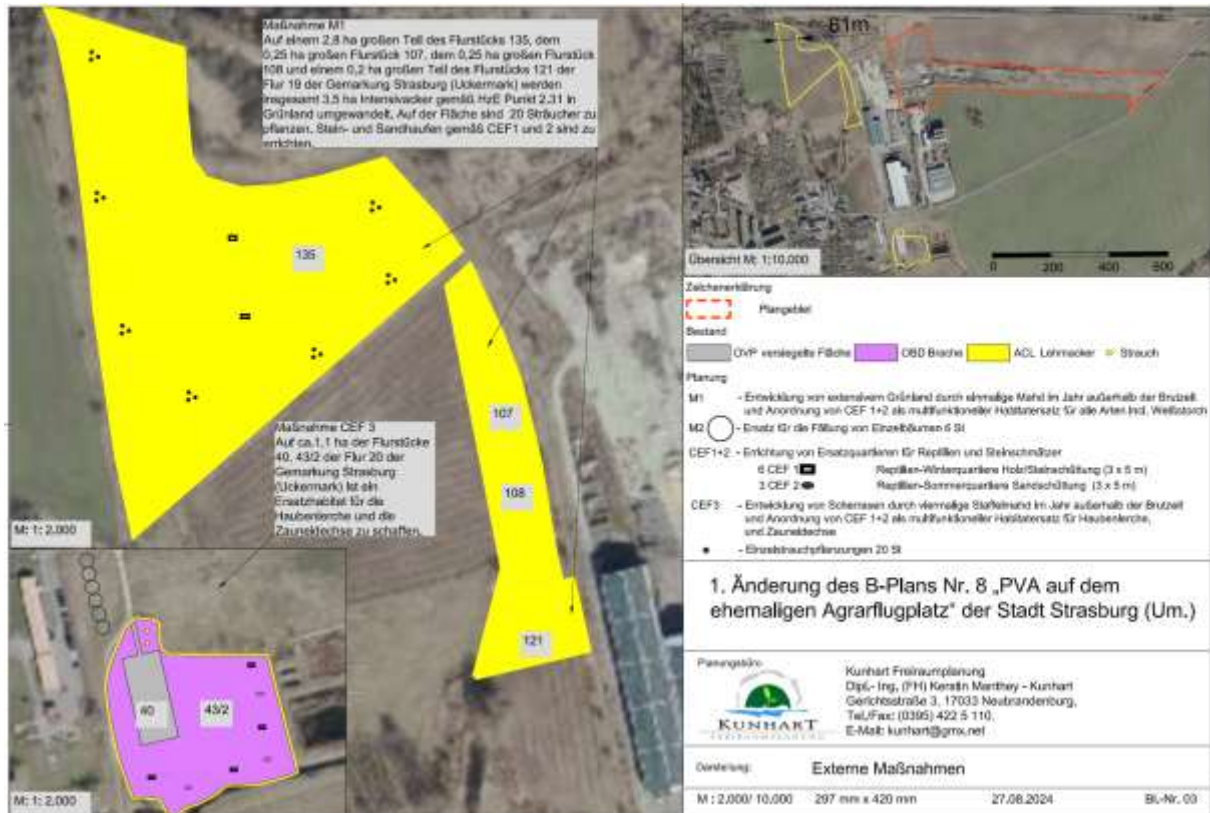 Maßnahme M1
Auf einem 2,8 ha großen Teil des Flurstücks 135, dem
0,25 ha großen Flurstück 107, dem 0,25 ha großen Flurstück
108 und einem 0,2 ha großen Teil des Flurstücks 121 der
Flur 19 der Gemarkung Strasburg (Uckermark) werden
insgesamt 3,5 ha Intensivacker gemäß HzE Punkt 2.31 in
Grünland umgewandelt. Auf der Fläche sind 20 Sträucher zu
pflanzen. Stein- und Sandhaufen gemäß CEF1 und 2 sind zu
errichten.
135
107
108
121
Maßnahme CEF 3
Auf ca.1,1 ha der Flurstücke
40, 43/2 der Flur 20 der
Gemarkung Strasburg
(Uckermark) ist ein
Ersatzhabitat für die
Haubenlerche und die
Zauneidechse zu schaffen.
M: 1: 2.000
40
43/2
M: 1: 2.000
61m
Übersicht M: 1:10.000
0 200 400 600
Zeichenerklärung
Plangebiet
Bestand
OVP versiegelte Fläche
OBD Brache
ACL Lehmacker
Strauch
Planung
M1 - Entwicklung von extensivem Grünland durch einmalige Mahd im Jahr außerhalb der Brutzeit
und Anordnung von CEF 1+2 als multifunktioneller Habitatersatz für alle Arten incl. Weißstorch
M2 - Ersatz für die Fällung von Einzelbäumen 6 St
CEF1+2 - Errichtung von Ersatzquartieren für Reptilien und Steinschmätzer
6 CEF 1 Reptilien-Winterquartiere Holz/Steinschüttung (3 x 5 m)
3 CEF 2 Reptilien-Sommerquartiere Sandschüttung (3 x 5 m)
CEF3 - Entwicklung von Scherrasen durch viermalige Staffelmahd im Jahr außerhalb der Brutzeit
und Anordnung von CEF 1+2 als multifunktioneller Habitatersatz für Haubenlerche,
und Zauneidechse
- Einzelstrauchpflanzungen 20 St
1. Änderung des B-Plans Nr. 8 „PVA auf dem
ehemaligen Agrarflugplatz" der Stadt Strasburg (Um.)
Planungsbüro
KUNHART
FREIRAUMPLANUNG
Kunhart Freiraumplanung
Dipl.- Ing. (FH) Kerstin Manthey - Kunhart
Gerichtsstraße 3, 17033 Neubrandenburg,
Tel./Fax: (0395) 422 5 110,
E-Mail: kunhart@gmx.net
Darstellung: Externe Maßnahmen
M : 2.000/ 10.000 297 mm x 420 mm 27.08.2024 Bl.-Nr. 03